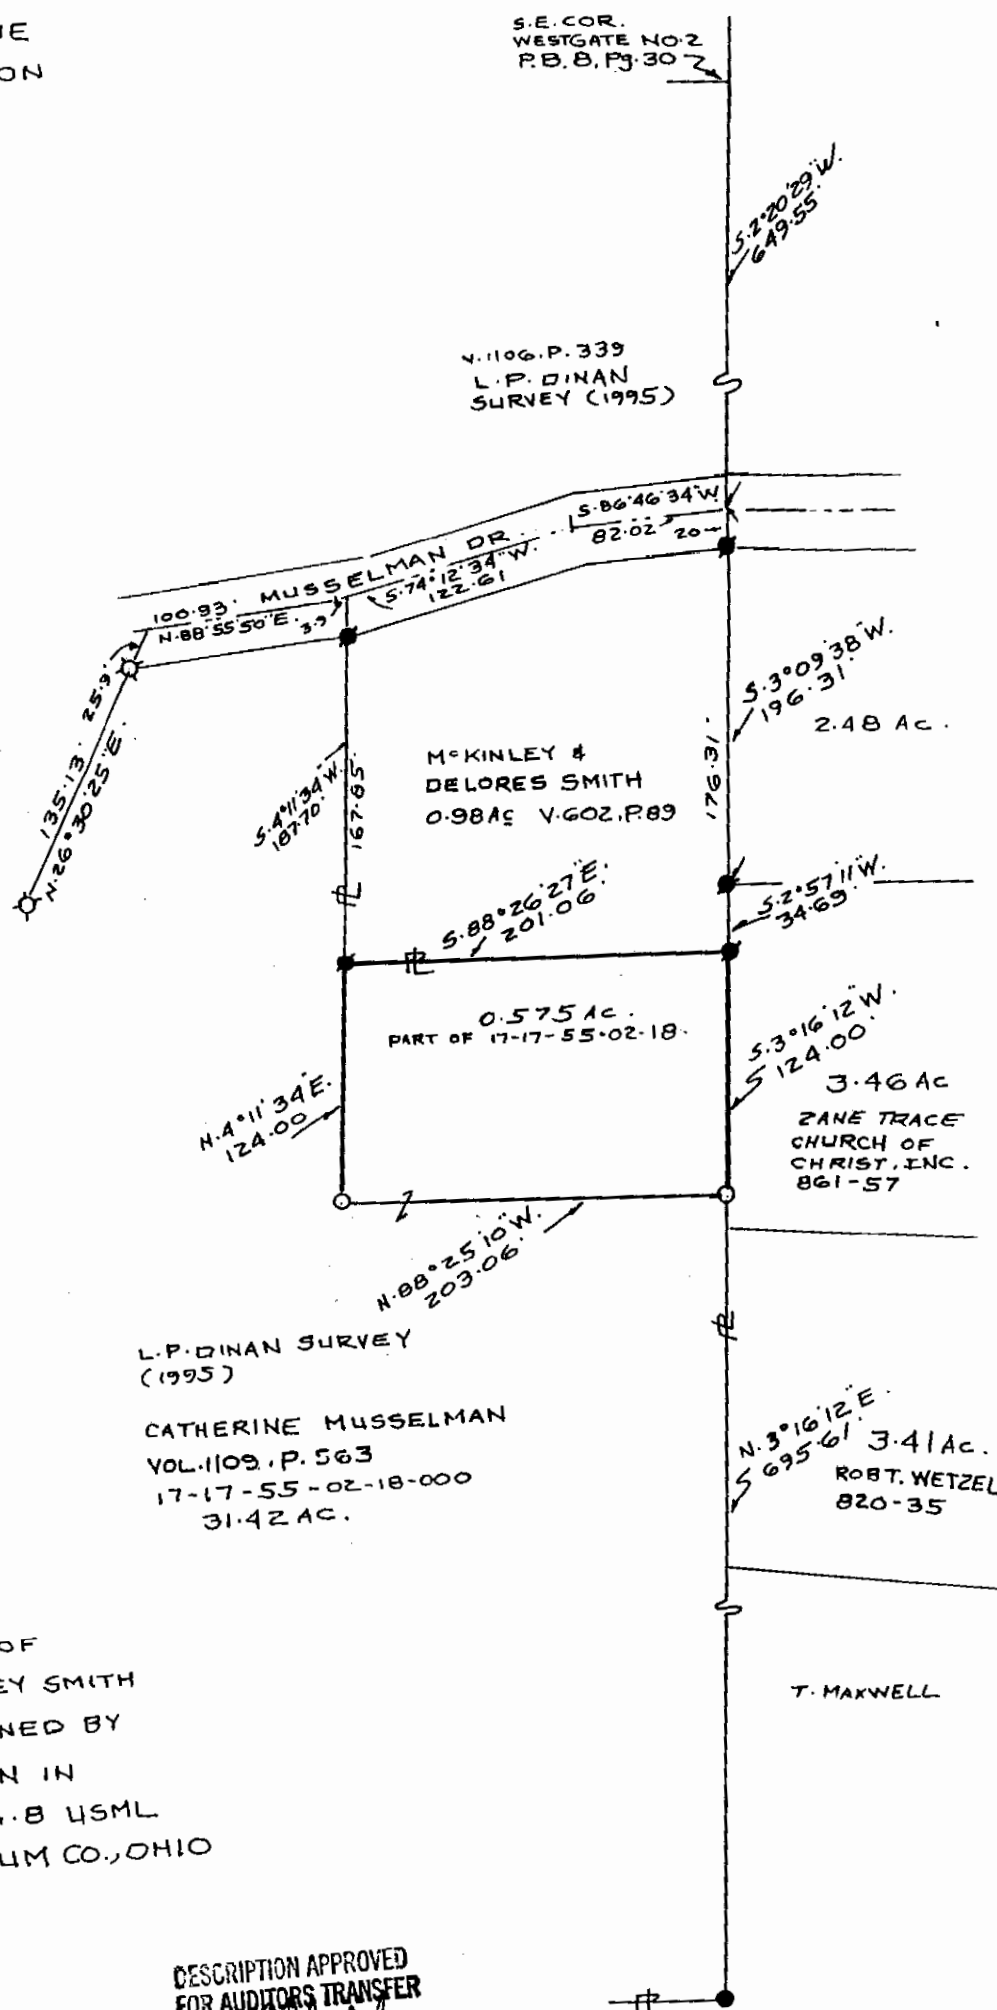 S.E. COR.
WESTGATE NO.2
P.B. 8, Pg. 30
S.2°20'29"W.
649.55'
V.1106.P.339
L.P. DINAN
SURVEY (1995)
S.86°46'34"W.
82.02'
20
MUSSELMAN DR.
S.74°12'34"W.
122.61
100.93'
N.88°55'50"E.
3.9
25.9'
135.13'
N.26°30'25"E.
S.3°09'38"W.
196.31'
2.48 Ac.
McKINLEY &
DELORES SMITH
0.98 Ac V.602, P.89
176.31'
S.4°11'34"W.
187.70'
167.85'
S.88°26'27"E.
201.06'
S.2°57'11"W.
34.69'
0.575 Ac.
PART OF 17-17-55-02-18.
S.3°16'12"W.
124.00'
3.46 Ac
ZANE TRACE
CHURCH OF
CHRIST, INC.
861-57
N.4°11'34"E.
124.00
N.88°25'10"W.
203.06'
L.P. DINAN SURVEY
(1995)
CATHERINE MUSSELMAN
VOL.1109, P. 563
17-17-55-02-18-000
31.42 AC.
N.3°16'12"E.
695.61'
3.41 Ac.
ROBT. WETZEL
820-35
OF
EY SMITH
NED BY
N IN
.8 USML
UM CO., OHIO
T. MAXWELL
DESCRIPTION APPROVED
FOR AUDITORS TRANSFER